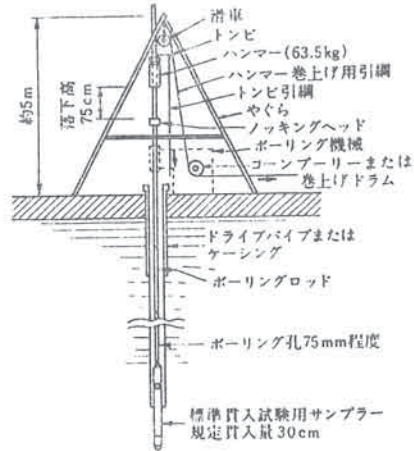 滑車
トンビ
ハンマー(63.5kg)
ハンマー巻上げ用引綱
トンビ引綱
やぐら
ノッキングヘッド
ボーリング機械
コーンプーリーまたは
巻上げドラム
約5m
落下高
75cm
ドライブパイプまたは
ケーシング
ボーリングロッド
ボーリング孔75mm程度
標準貫入試験用サンプラー
規定貫入量30cm